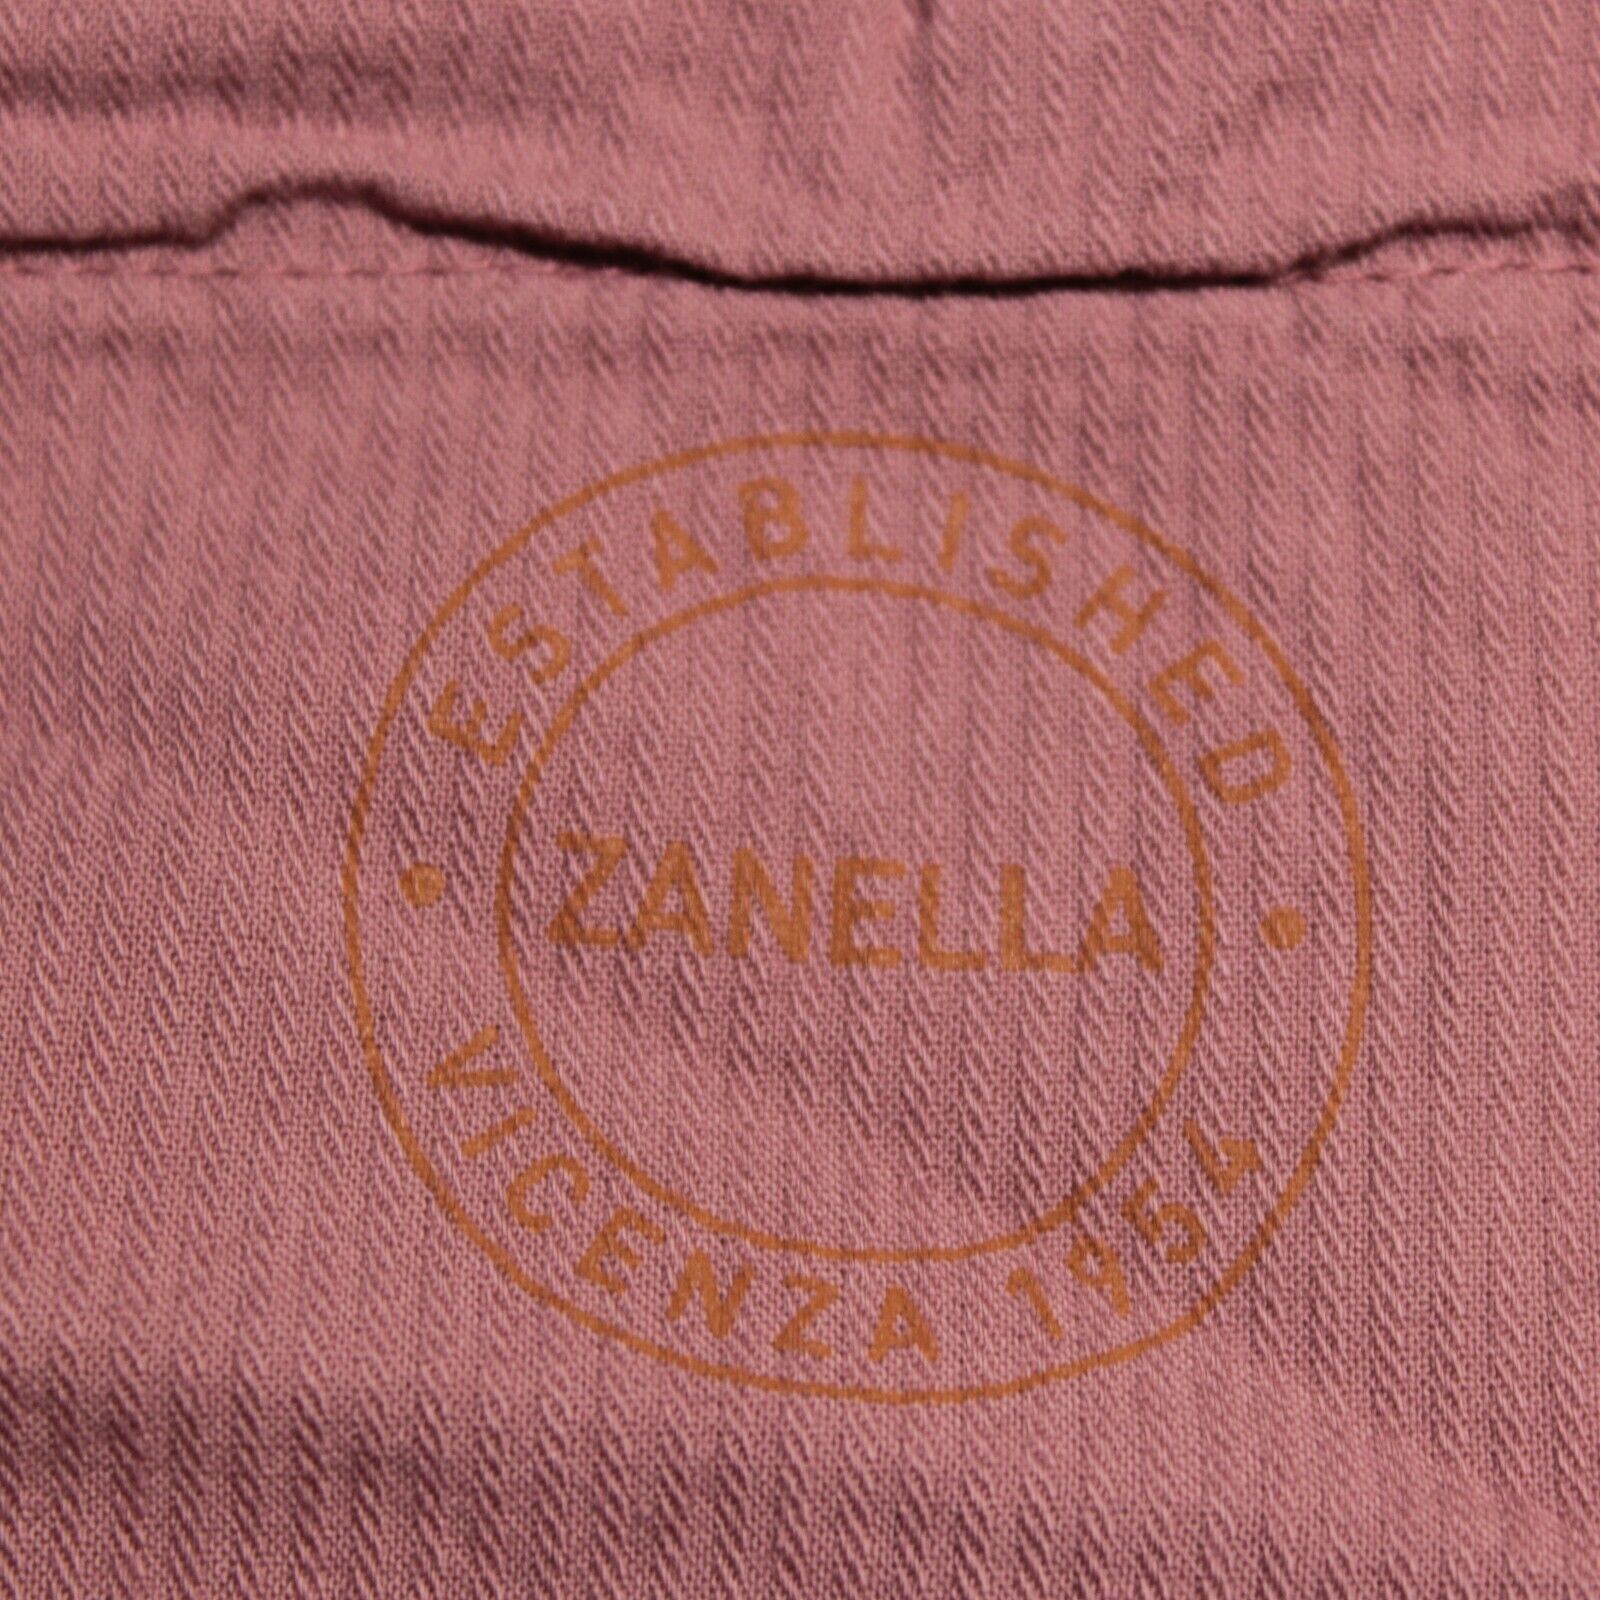 ESTABLISHED
ZANELLA
VICENZA 1954